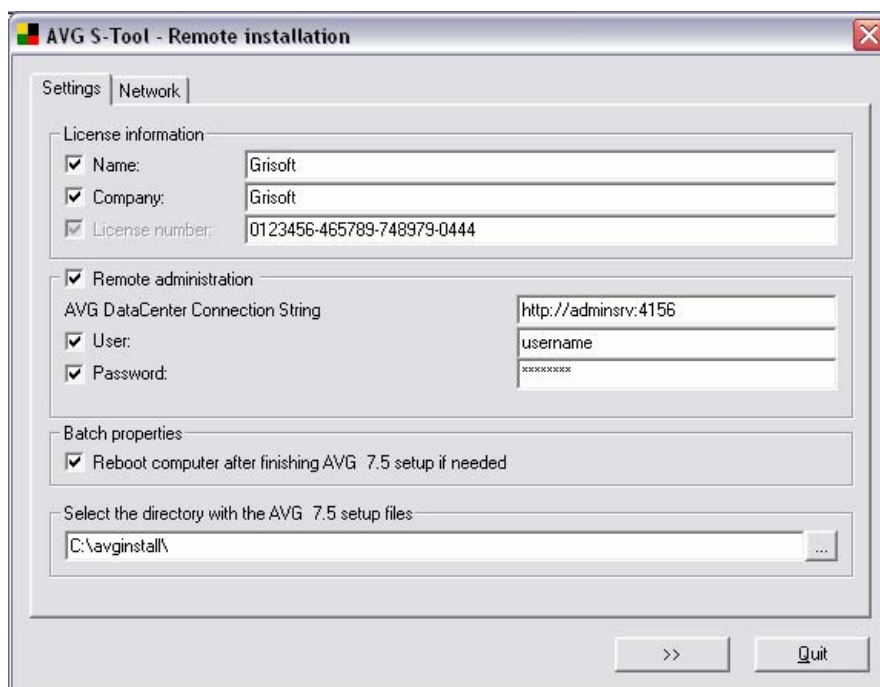 AVG S-Tool - Remote installation
Settings Network
License information
Name: Grisoft
Company: Grisoft
License number: 0123456-465789-748979-0444
Remote administration
AVG DataCenter Connection String http://adminsrv:4156
User: username
Password: ××××××××
Batch properties
Reboot computer after finishing AVG  7.5 setup if needed
Select the directory with the AVG  7.5 setup files
C:\avginstall\ ...
>> Quit